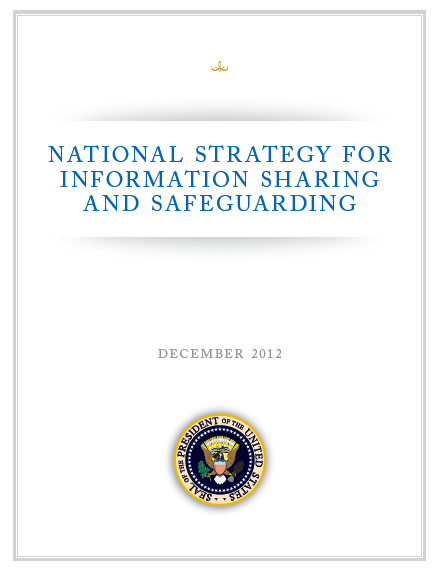 NATIONAL STRATEGY FOR
INFORMATION SHARING
AND SAFEGUARDING
DECEMBER 2012
SEAL OF THE PRESIDENT OF THE UNITED STATES